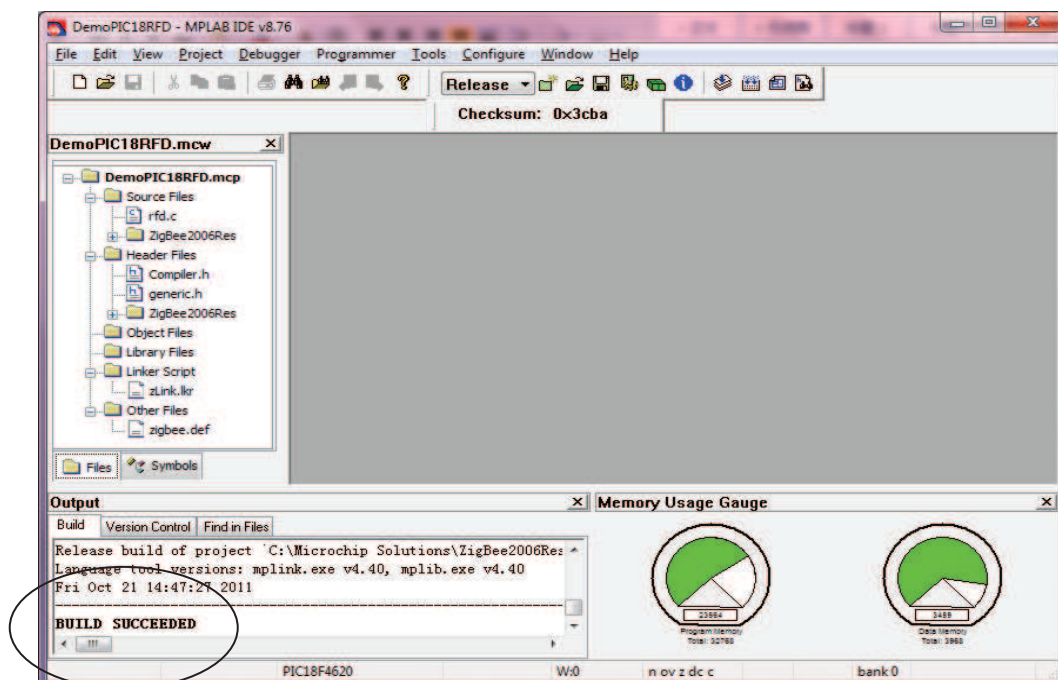 DemoPIC18RFD - MPLAB IDE v8.76
File Edit View Project Debugger Programmer Tools Configure Window Help
Release
Checksum: 0x3cba
DemoPIC18RFD.mcw
DemoPIC18RFD.mcp
Source Files
rfd.c
ZigBee2006Res
Header Files
Compiler.h
generic.h
ZigBee2006Res
Object Files
Library Files
Linker Script
zLink.lkr
Other Files
zigbee.def
Files Symbols
Output
Build Version Control Find in Files
Release build of project `C:\Microchip Solutions\ZigBee2006Res
Language tool versions: mplink.exe v4.40, mplib.exe v4.40
Fri Oct 21 14:47:27 2011
BUILD SUCCEEDED
Memory Usage Gauge
Program Memory
Total: 32768
3489
Data Memory
Total: 3968
PIC18F4620 W:0 n ov z dc c bank 0